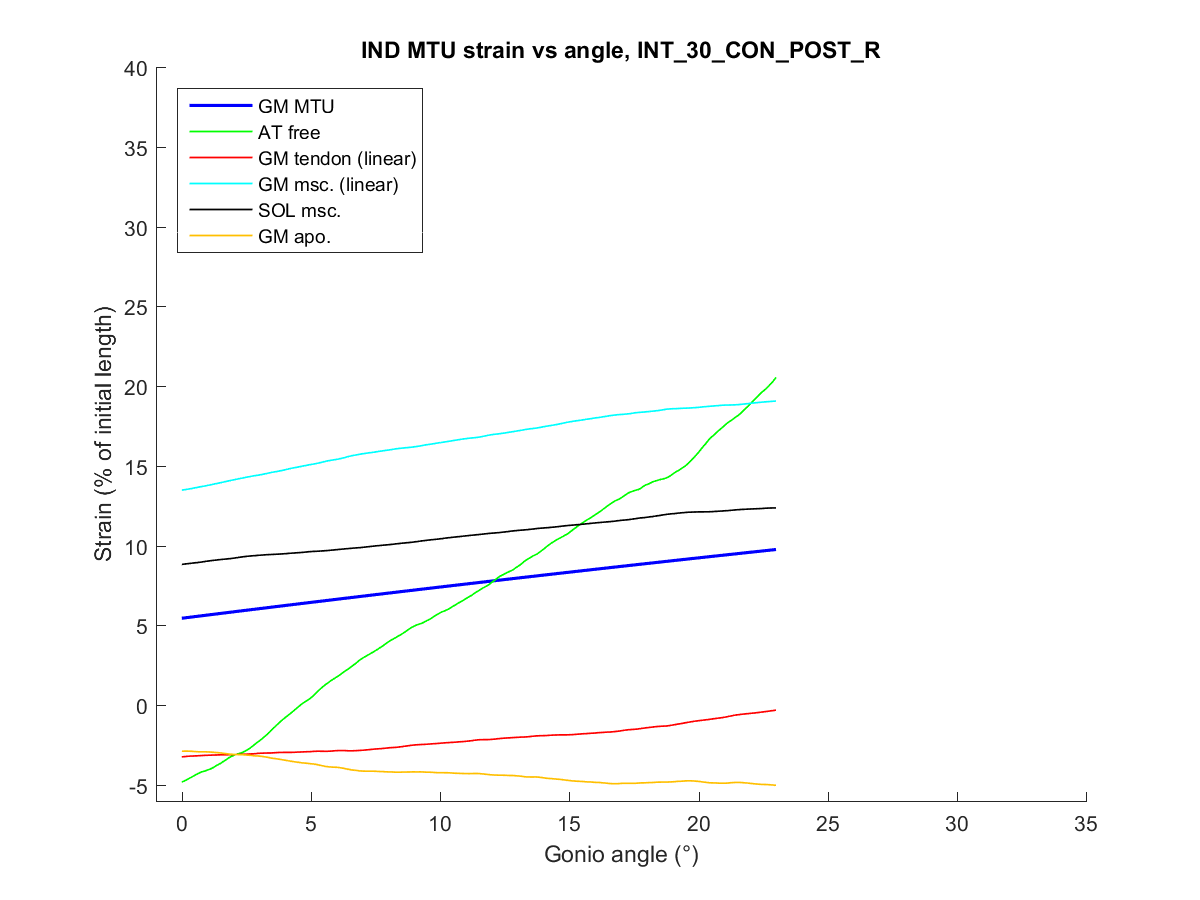 IND MTU strain vs angle, INT_30_CON_POST_R
40
35
30
25
20
15
10
5
0
-5
Strain (% of initial length)
GM MTU
AT free
GM tendon (linear)
GM msc. (linear)
SOL msc.
GM apo.
0 5 10 15 20 25 30 35
Gonio angle (°)